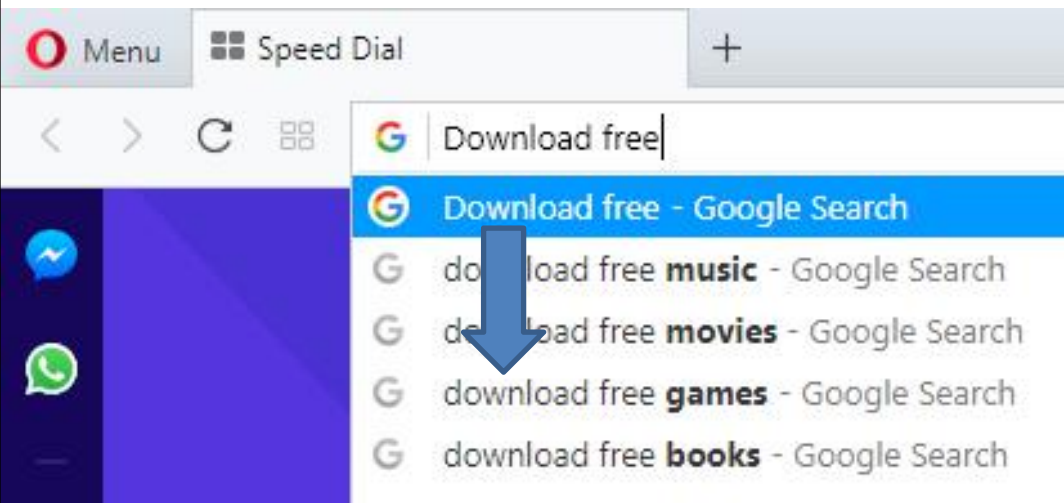 Menu
Speed Dial
Download free
Download free - Google Search
free music - Google Search
free movies - Google Search
download free games - Google Search
download free books - Google Search